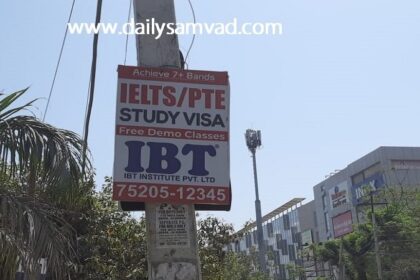 www.dailysamvad.com
Achieve 7+ Bands
IELTS/PTE
STUDY VISA
Free Demo Classes
IBT
IBT INSTITUTE PVT. LTD
75205-12345